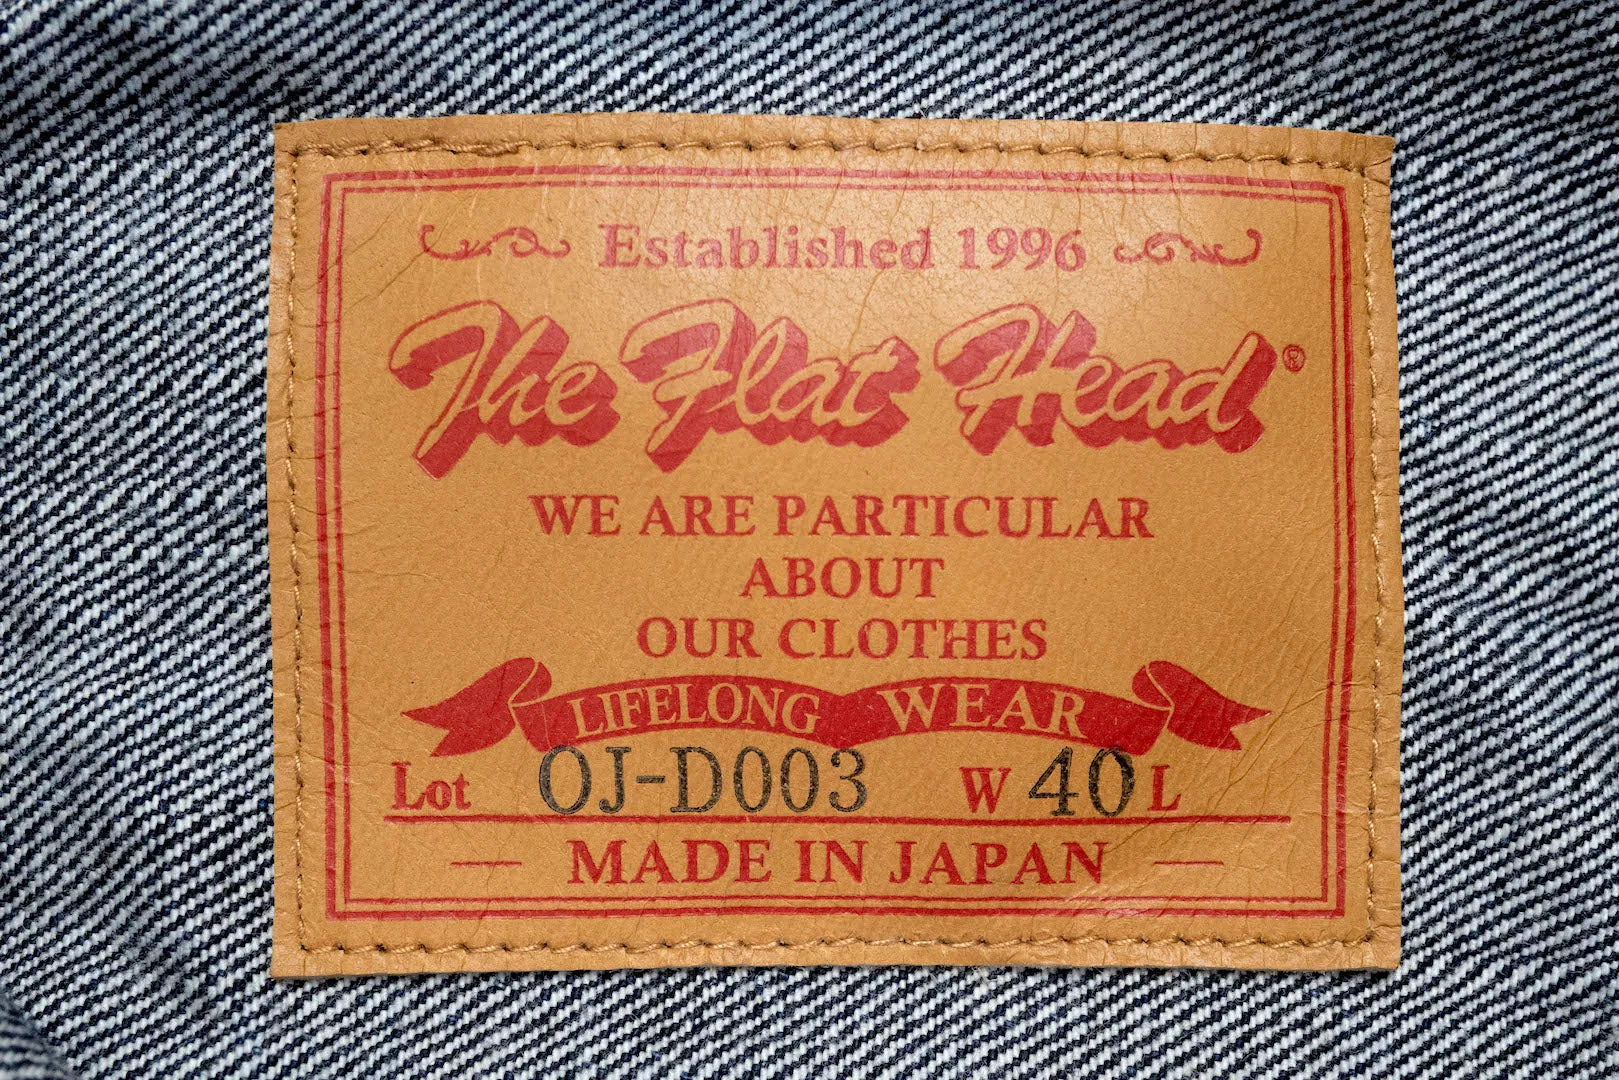 Established 1996
The Flat Head®
WE ARE PARTICULAR
ABOUT
OUR CLOTHES
LIFELONG WEAR
Lot OJ-D003 W 40 L
— MADE IN JAPAN —